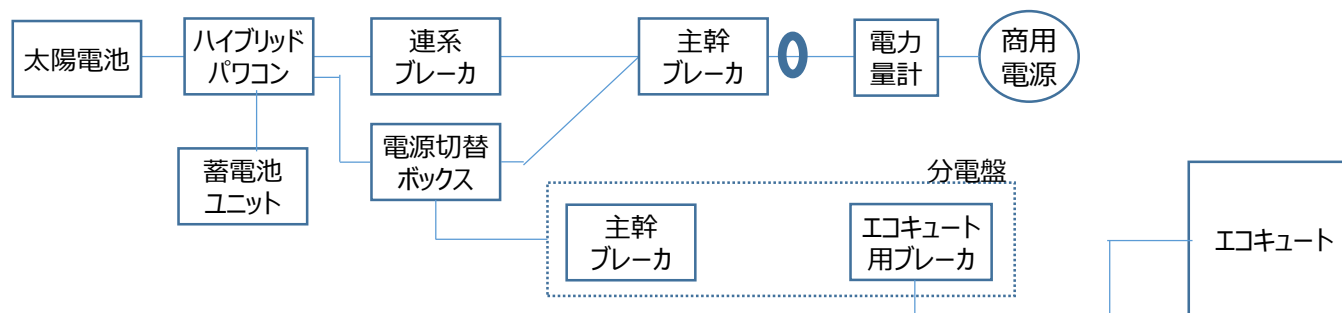 太陽電池
ハイブリッド
パワコン
連系
ブレーカ
主幹
ブレーカ
電力
量計
商用
電源
蓄電池
ユニット
電源切替
ボックス
分電盤
主幹
ブレーカ
エコキュート
用ブレーカ
エコキュート